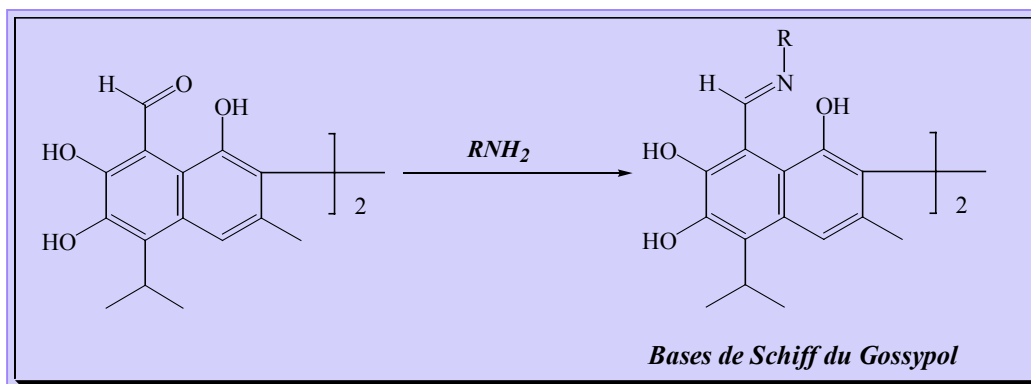 R
H O H N
OH OH
HO RNH2 HO
2 2
HO HO
Bases de Schiff du Gossypol